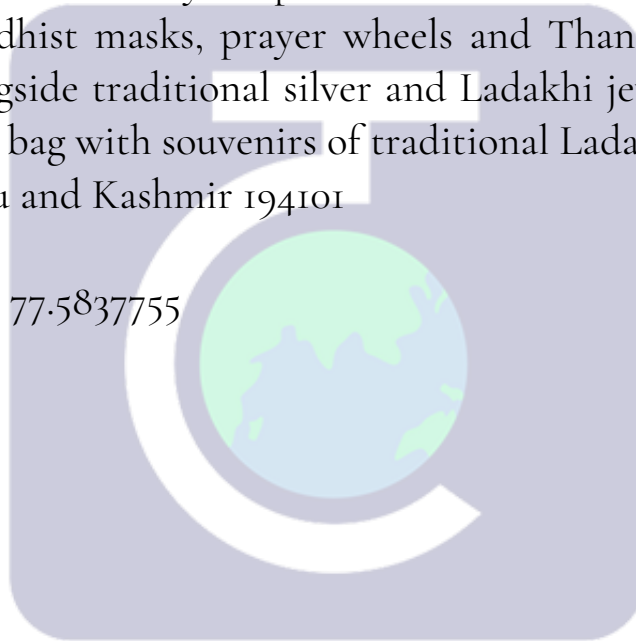 dhist masks, prayer wheels and Than
gside traditional silver and Ladakhi je
bag with souvenirs of traditional Lada
u and Kashmir 194101
77.5837755